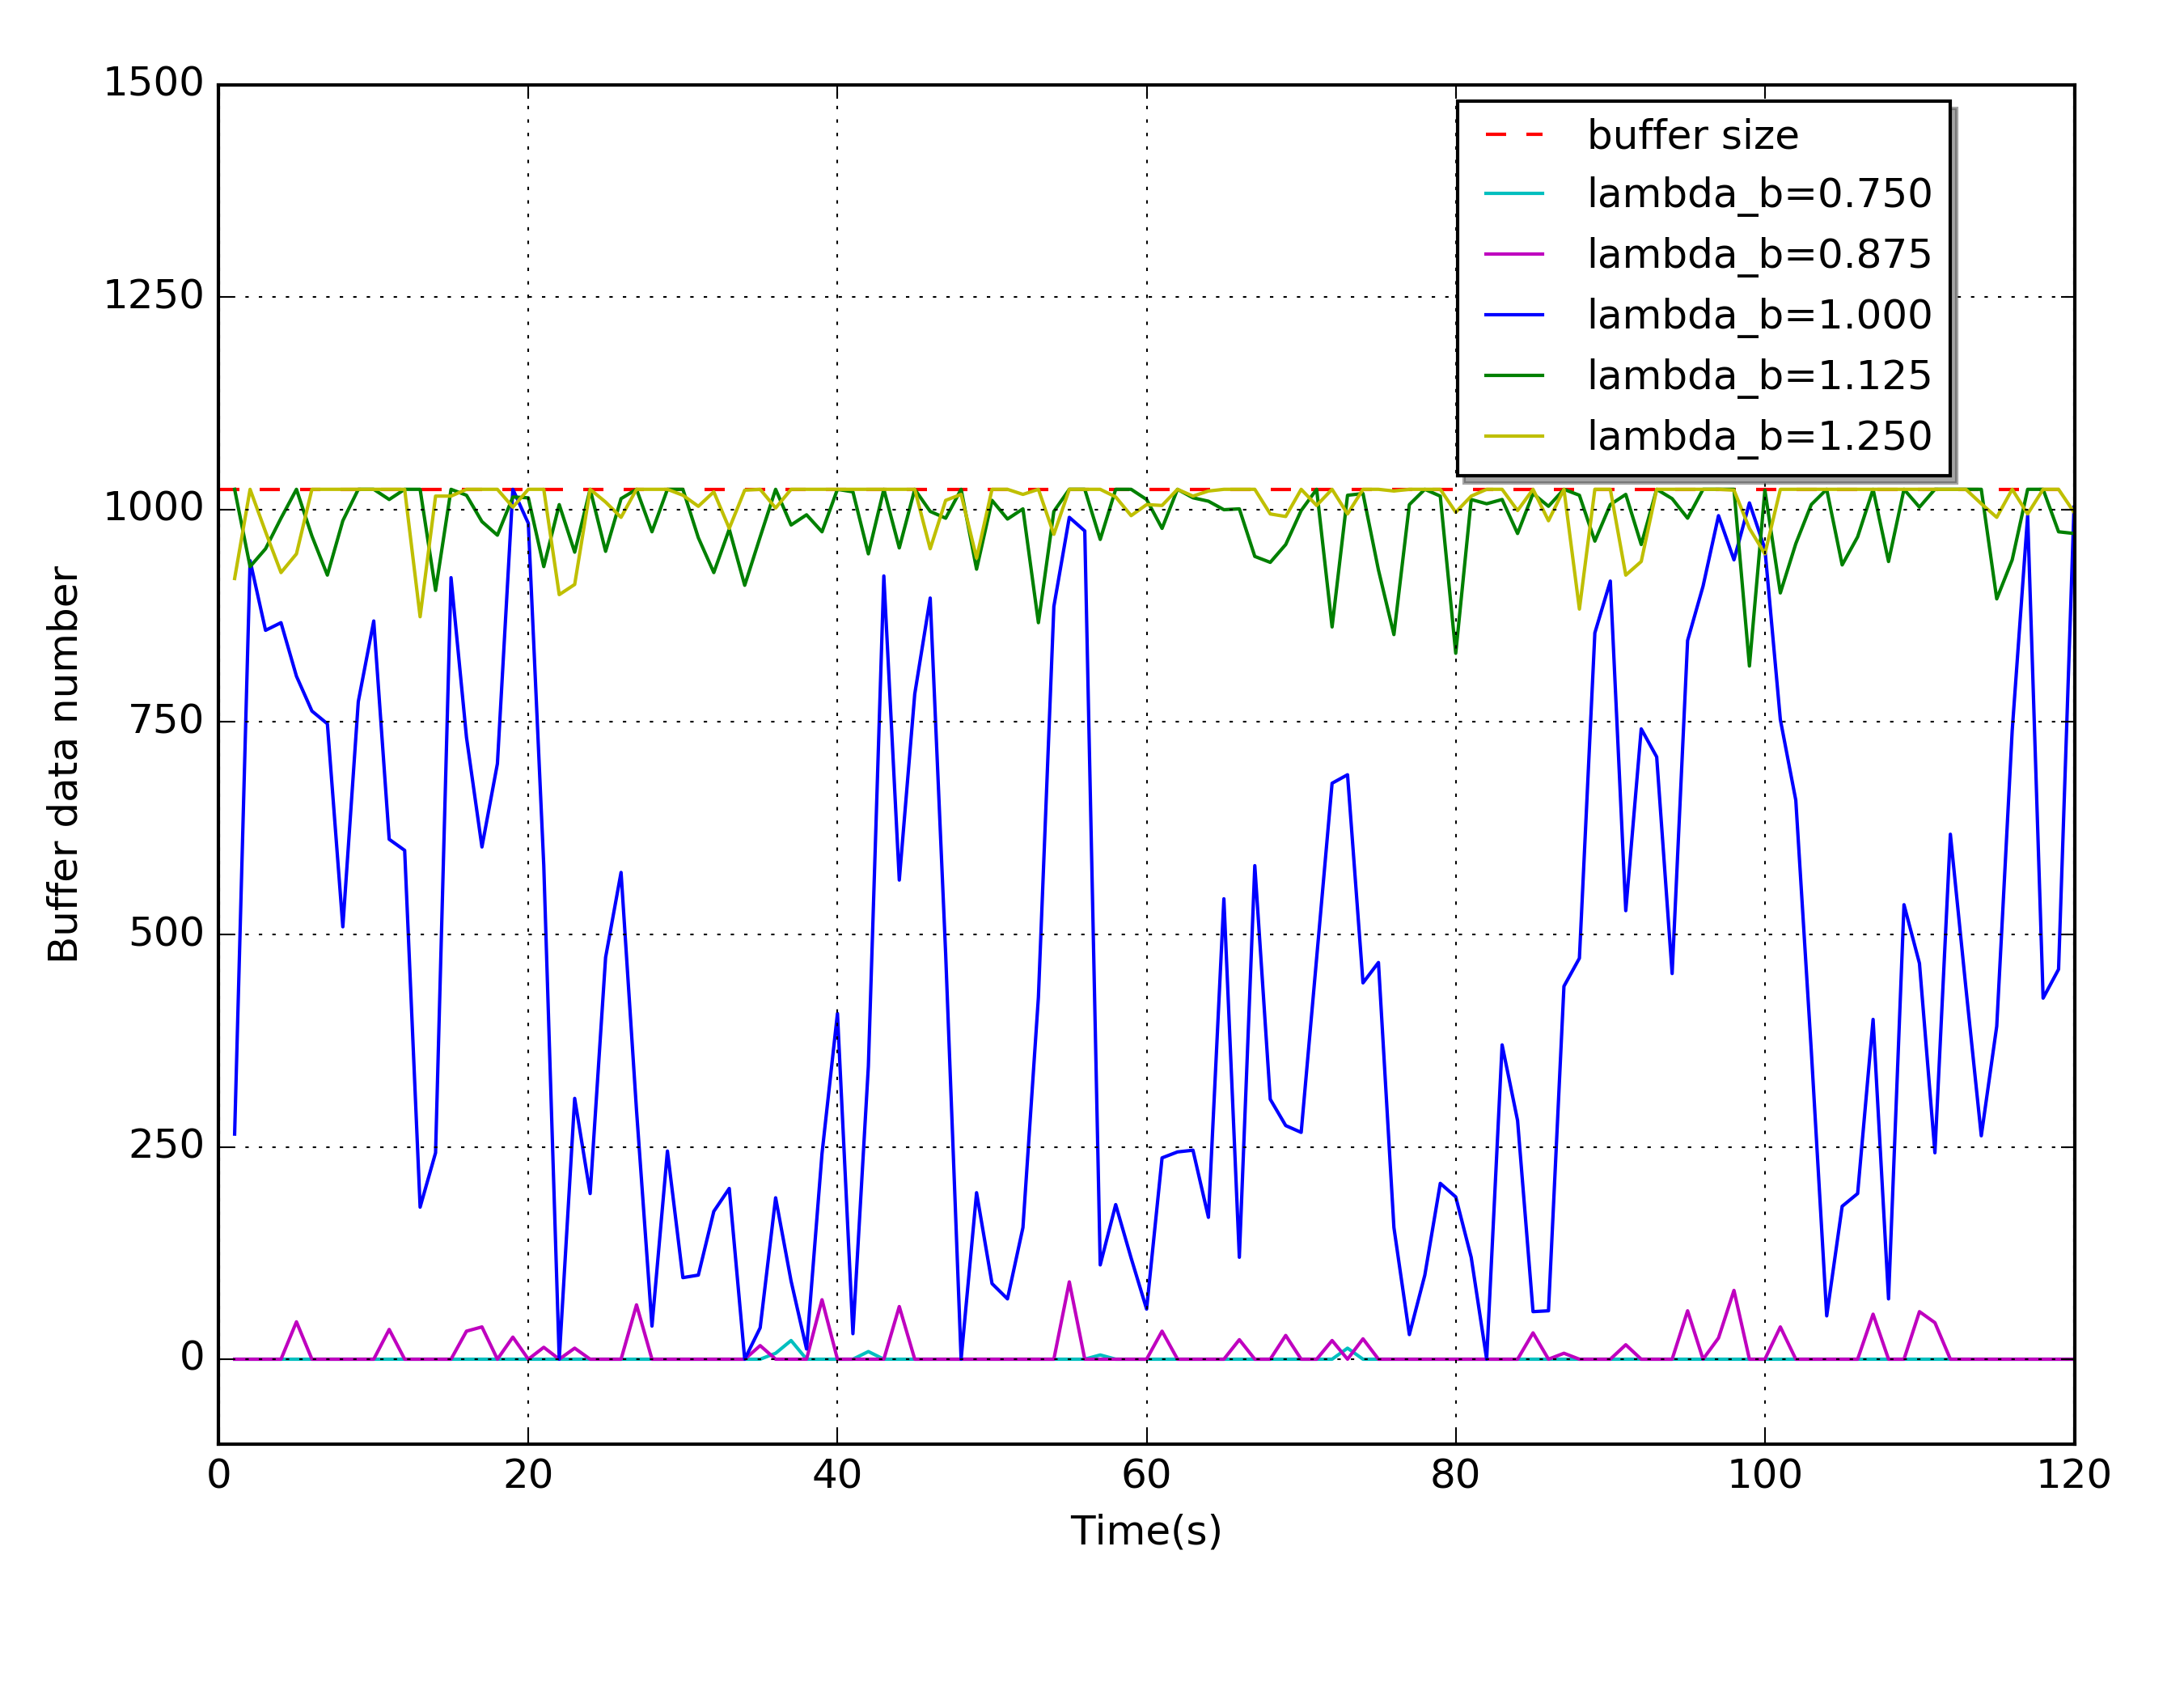 1500
1250
1000
750
500
250
0
Buffer data number
0 20 40 60 80 100 120
Time(s)
buffer size
lambda_b=0.750
lambda_b=0.875
lambda_b=1.000
lambda_b=1.125
lambda_b=1.250